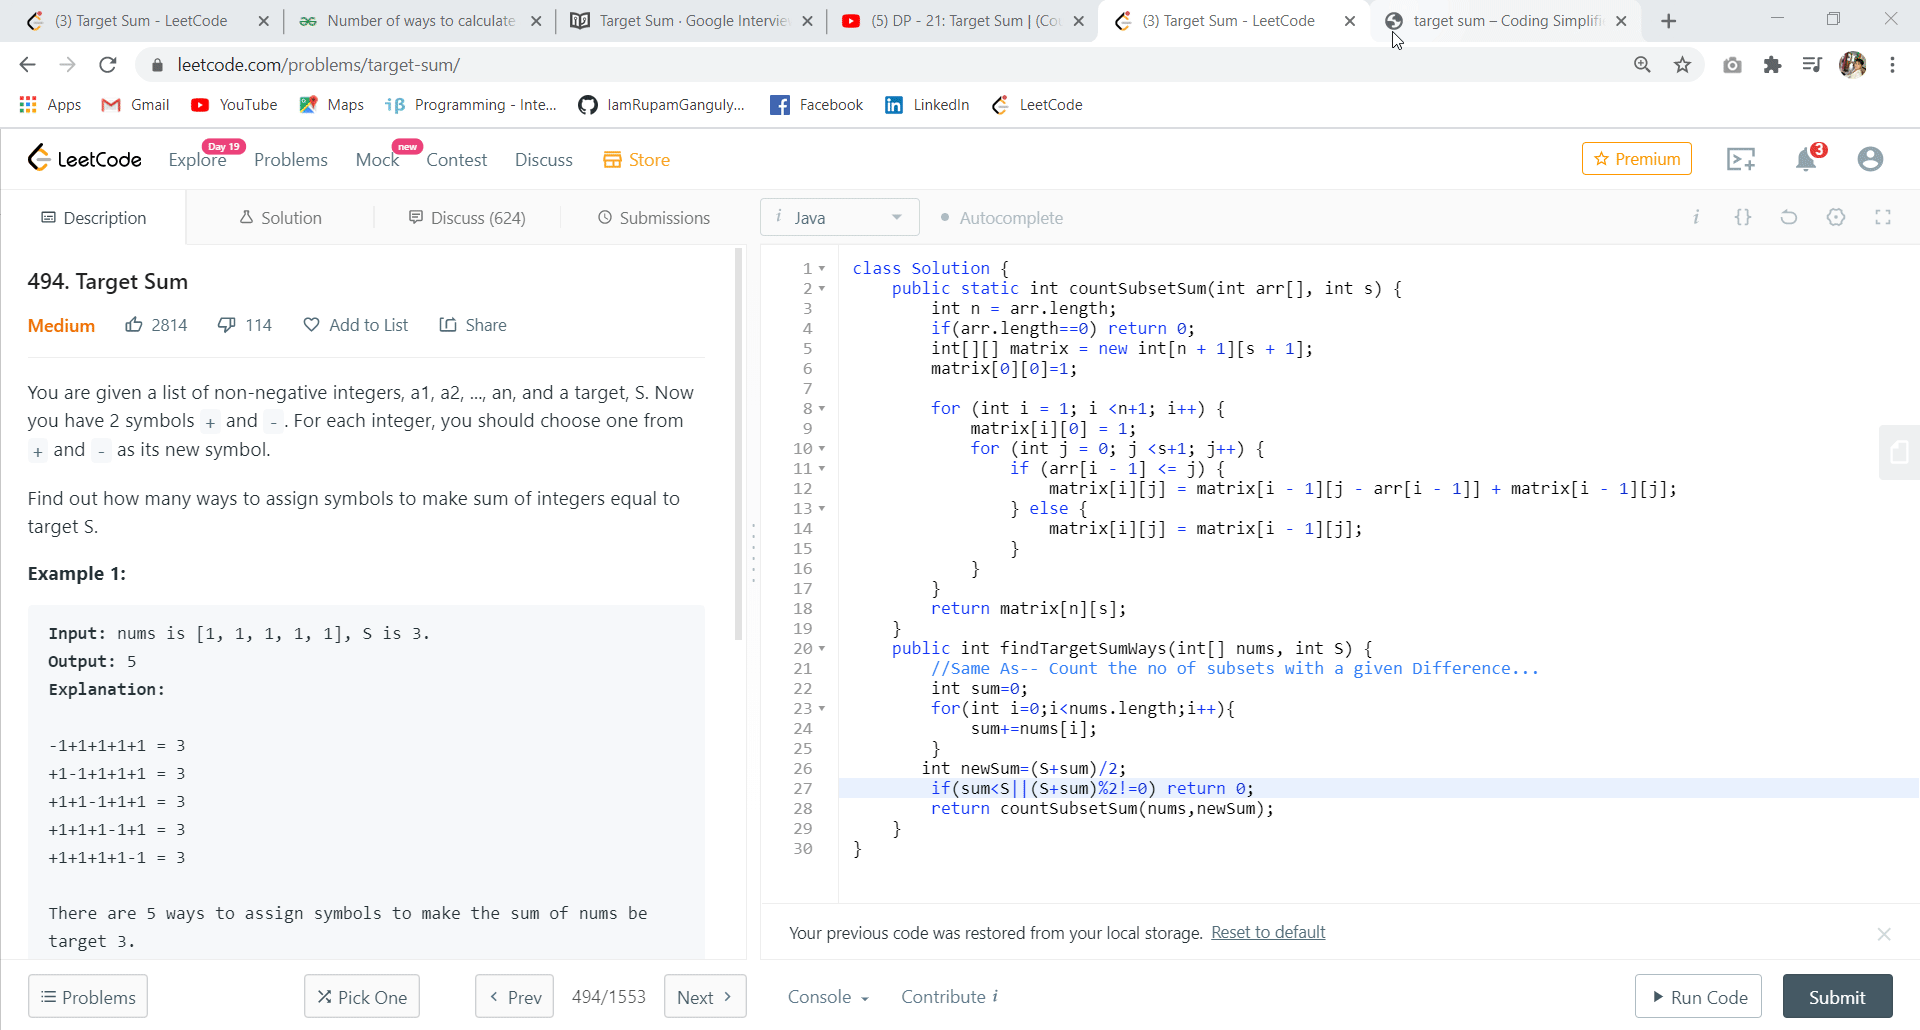 (3) Target Sum - LeetCode
Number of ways to calculate
Target Sum · Google Intervie
(5) DP - 21: Target Sum | (Co
(3) Target Sum - LeetCode
target sum – Coding Simplifi
leetcode.com/problems/target-sum/
Apps
Gmail
YouTube
Maps
Programming - Inte...
IamRupamGanguly...
Facebook
LinkedIn
LeetCode
LeetCode
Explore
Day 19
Problems
Mock
new
Contest
Discuss
Store
Premium
3
Description
Solution
Discuss (624)
Submissions
i Java
Autocomplete
i {}
494. Target Sum
Medium 2814 114 Add to List Share
You are given a list of non-negative integers, a1, a2, ..., an, and a target, S. Now
you have 2 symbols + and -. For each integer, you should choose one from
+ and - as its new symbol.
Find out how many ways to assign symbols to make sum of integers equal to
target S.
Example 1:
Input: nums is [1, 1, 1, 1, 1], S is 3.
Output: 5
Explanation:
-1+1+1+1+1 = 3
+1-1+1+1+1 = 3
+1+1-1+1+1 = 3
+1+1+1-1+1 = 3
+1+1+1+1-1 = 3
There are 5 ways to assign symbols to make the sum of nums be
target 3.
1 class Solution {
2 public static int countSubsetSum(int arr[], int s) {
3 int n = arr.length;
4 if(arr.length==0) return 0;
5 int[][] matrix = new int[n + 1][s + 1];
6 matrix[0][0]=1;
7
8 for (int i = 1; i <n+1; i++) {
9 matrix[i][0] = 1;
10 for (int j = 0; j <s+1; j++) {
11 if (arr[i - 1] <= j) {
12 matrix[i][j] = matrix[i - 1][j - arr[i - 1]] + matrix[i - 1][j];
13 } else {
14 matrix[i][j] = matrix[i - 1][j];
15 }
16 }
17 }
18 return matrix[n][s];
19 }
20 public int findTargetSumWays(int[] nums, int S) {
21 //Same As-- Count the no of subsets with a given Difference...
22 int sum=0;
23 for(int i=0;i<nums.length;i++){
24 sum+=nums[i];
25 }
26 int newSum=(S+sum)/2;
27 if(sum<S||(S+sum)%2!=0) return 0;
28 return countSubsetSum(nums,newSum);
29 }
30 }
Your previous code was restored from your local storage. Reset to default
Problems
Pick One
Prev
494/1553
Next
Console
Contribute i
Run Code
Submit